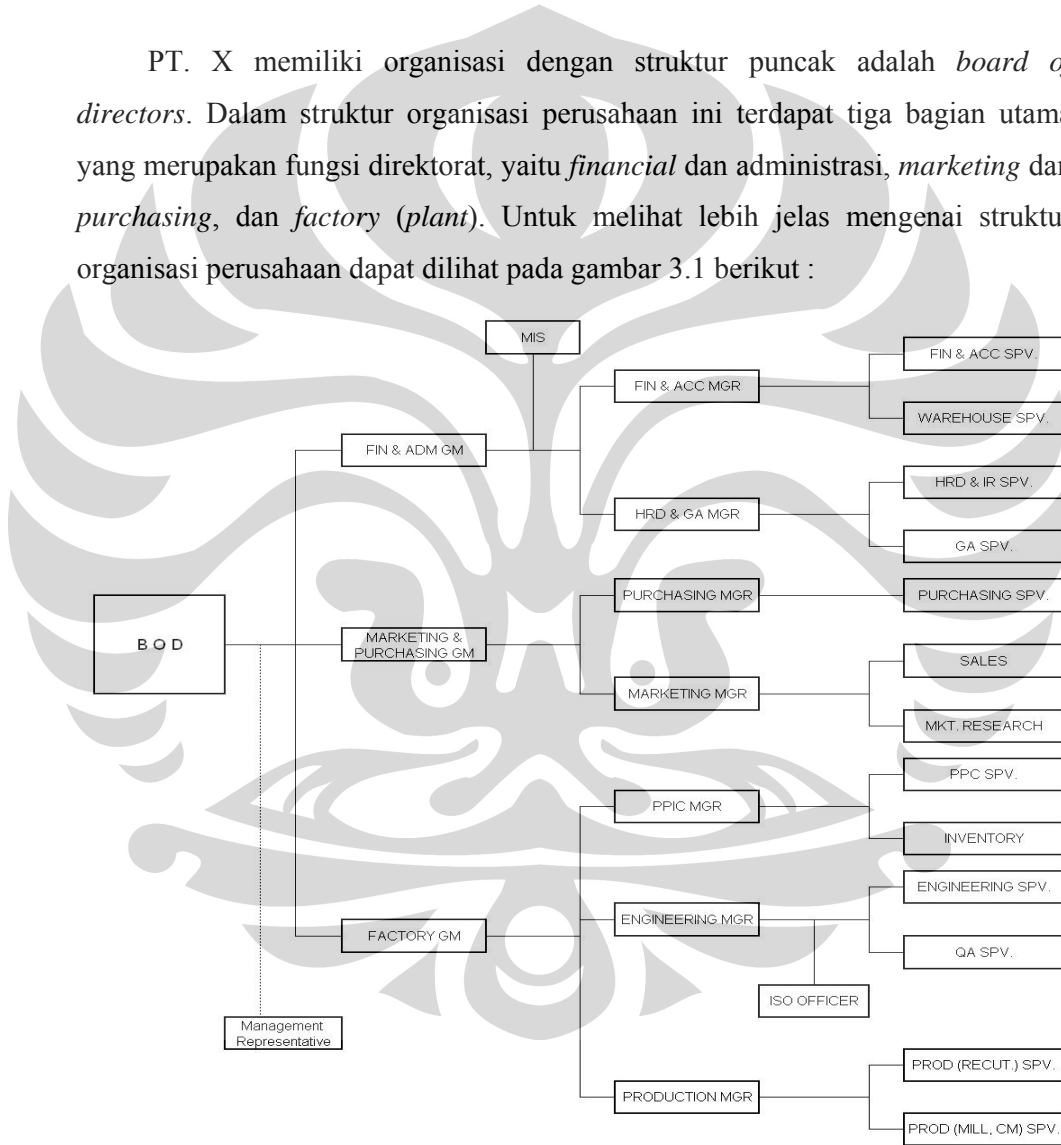 PT. X memiliki organisasi dengan struktur puncak adalah board of
directors. Dalam struktur organisasi perusahaan ini terdapat tiga bagian utama
yang merupakan fungsi direktorat, yaitu financial dan administrasi, marketing dan
purchasing, dan factory (plant). Untuk melihat lebih jelas mengenai struktur
organisasi perusahaan dapat dilihat pada gambar 3.1 berikut :
MIS
FIN & ACC SPV.
FIN & ACC MGR
WAREHOUSE SPV.
FIN & ADM GM
HRD & IR SPV.
HRD & GA MGR
GA SPV.
PURCHASING MGR
PURCHASING SPV.
B O D
MARKETING &
PURCHASING GM
SALES
MARKETING MGR
MKT. RESEARCH
PPC SPV.
PPIC MGR
INVENTORY
ENGINEERING SPV.
ENGINEERING MGR
FACTORY GM
QA SPV.
ISO OFFICER
Management
Representative
PROD (RECUT.) SPV.
PRODUCTION MGR
PROD (MILL, CM) SPV.